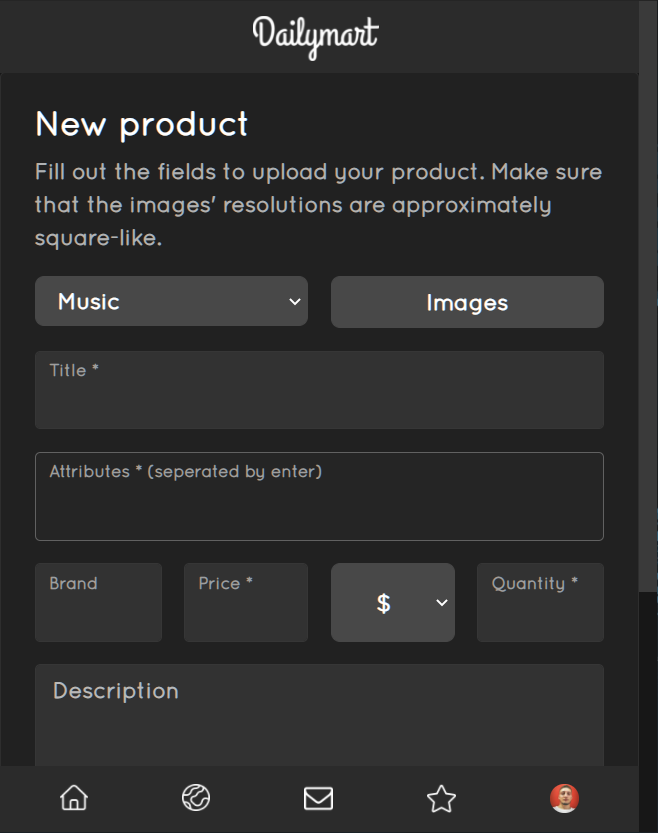 Dailymart
New product
Fill out the fields to upload your product. Make sure
that the images' resolutions are approximately
square-like.
Music
Images
Title *
Attributes * (seperated by enter)
Brand
Price *
$
Quantity *
Description